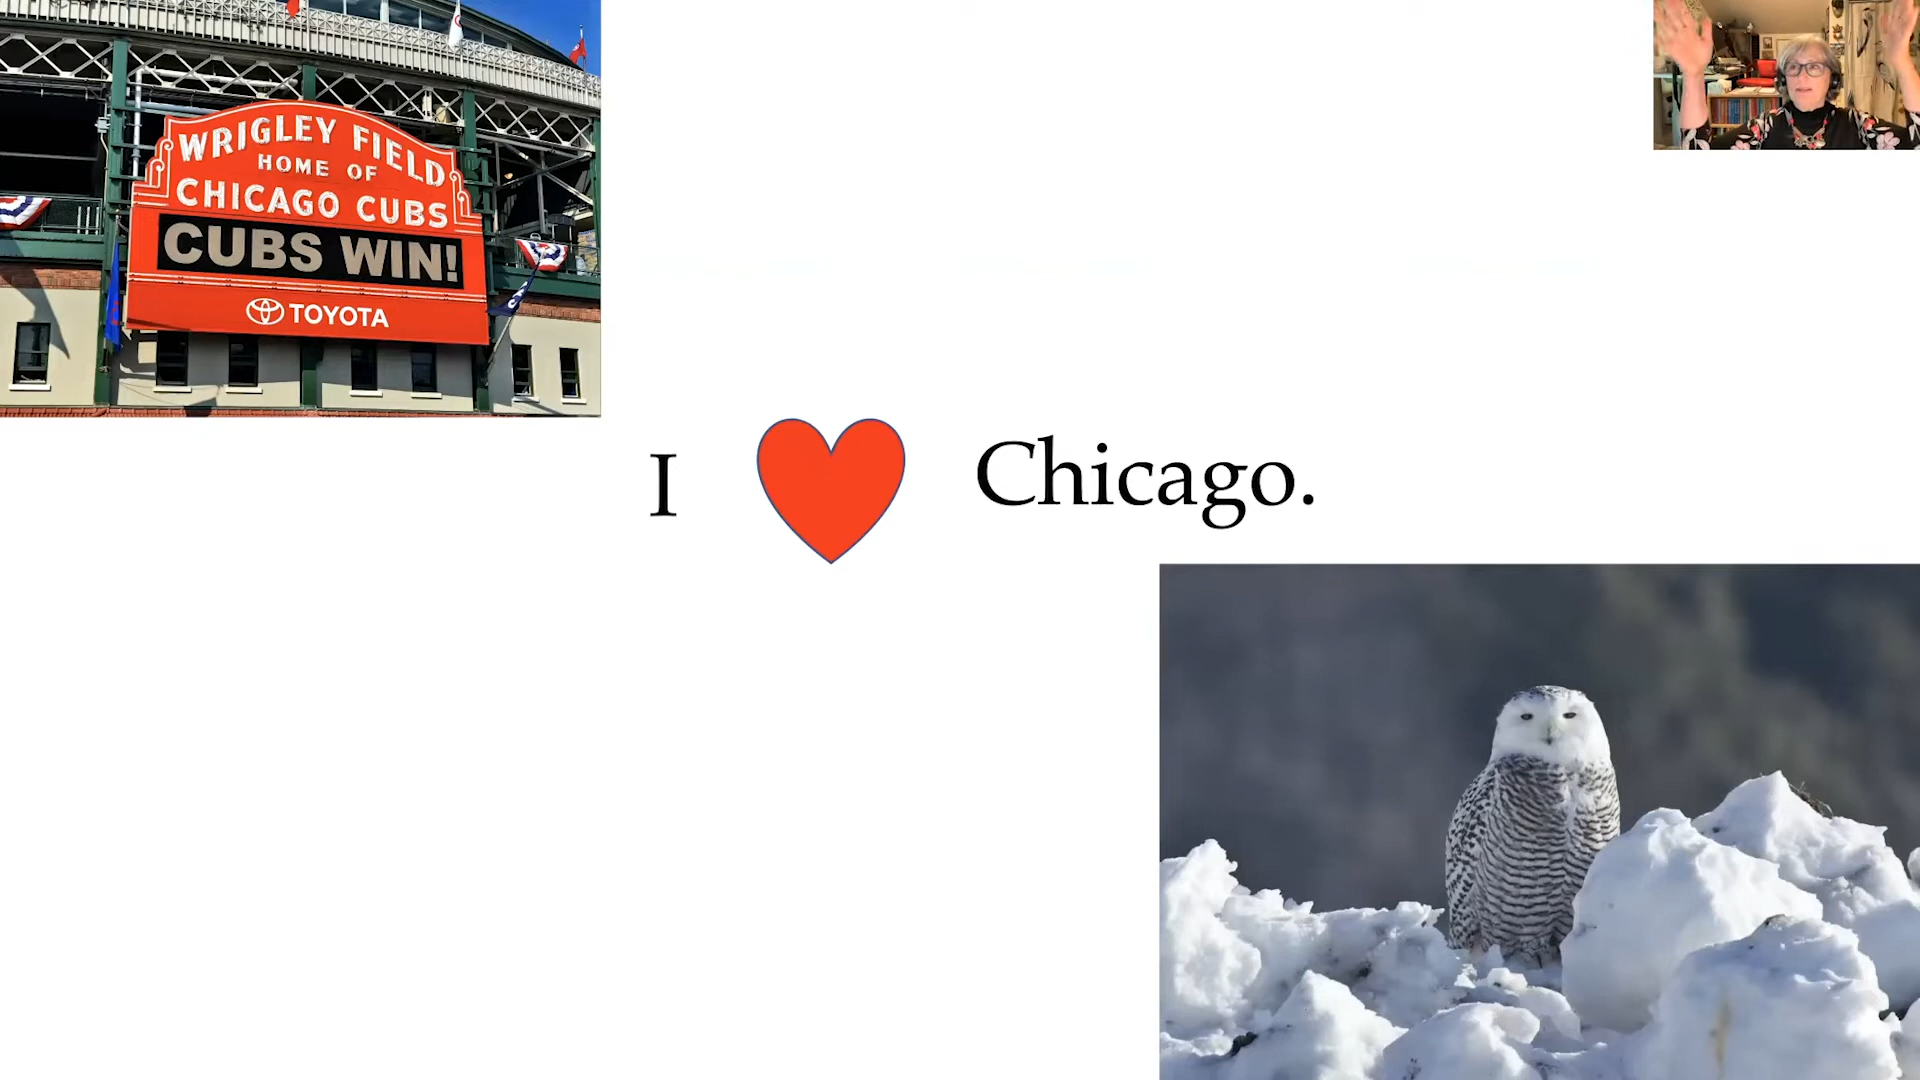 WRIGLEY FIELD
HOME OF
CHICAGO CUBS
CUBS WIN!
TOYOTA
I Chicago.